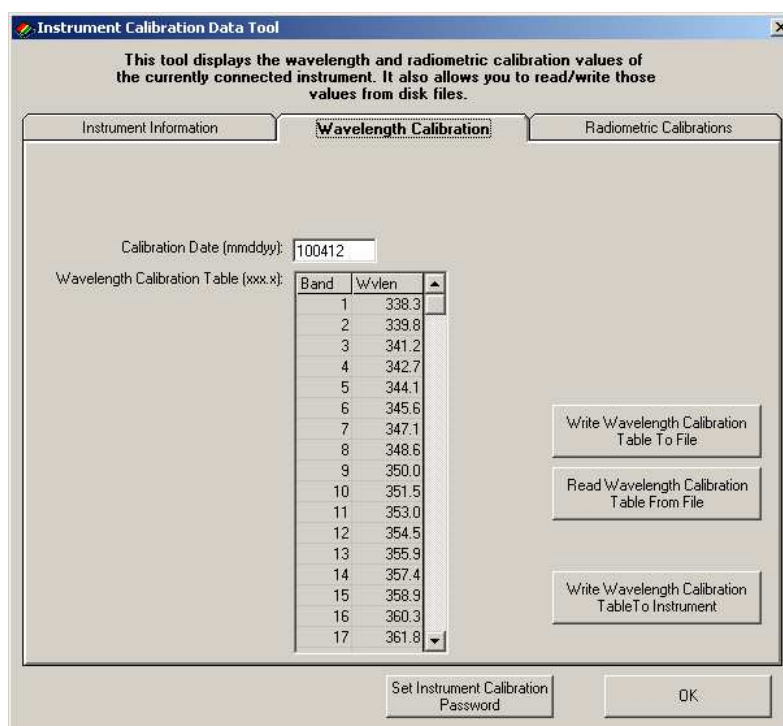 Instrument Calibration Data Tool
This tool displays the wavelength and radiometric calibration values of
the currently connected instrument. It also allows you to read/write those
values from disk files.
Instrument Information Wavelength Calibration Radiometric Calibrations
Calibration Date (mmddyy): 100412
Wavelength Calibration Table (xxx.x):
Band Wvlen
1 338.3
2 339.8
3 341.2
4 342.7
5 344.1
6 345.6
7 347.1
8 348.6
9 350.0
10 351.5
11 353.0
12 354.5
13 355.9
14 357.4
15 358.9
16 360.3
17 361.8
Write Wavelength Calibration
Table To File
Read Wavelength Calibration
Table From File
Write Wavelength Calibration
TableTo Instrument
Set Instrument Calibration
Password
OK